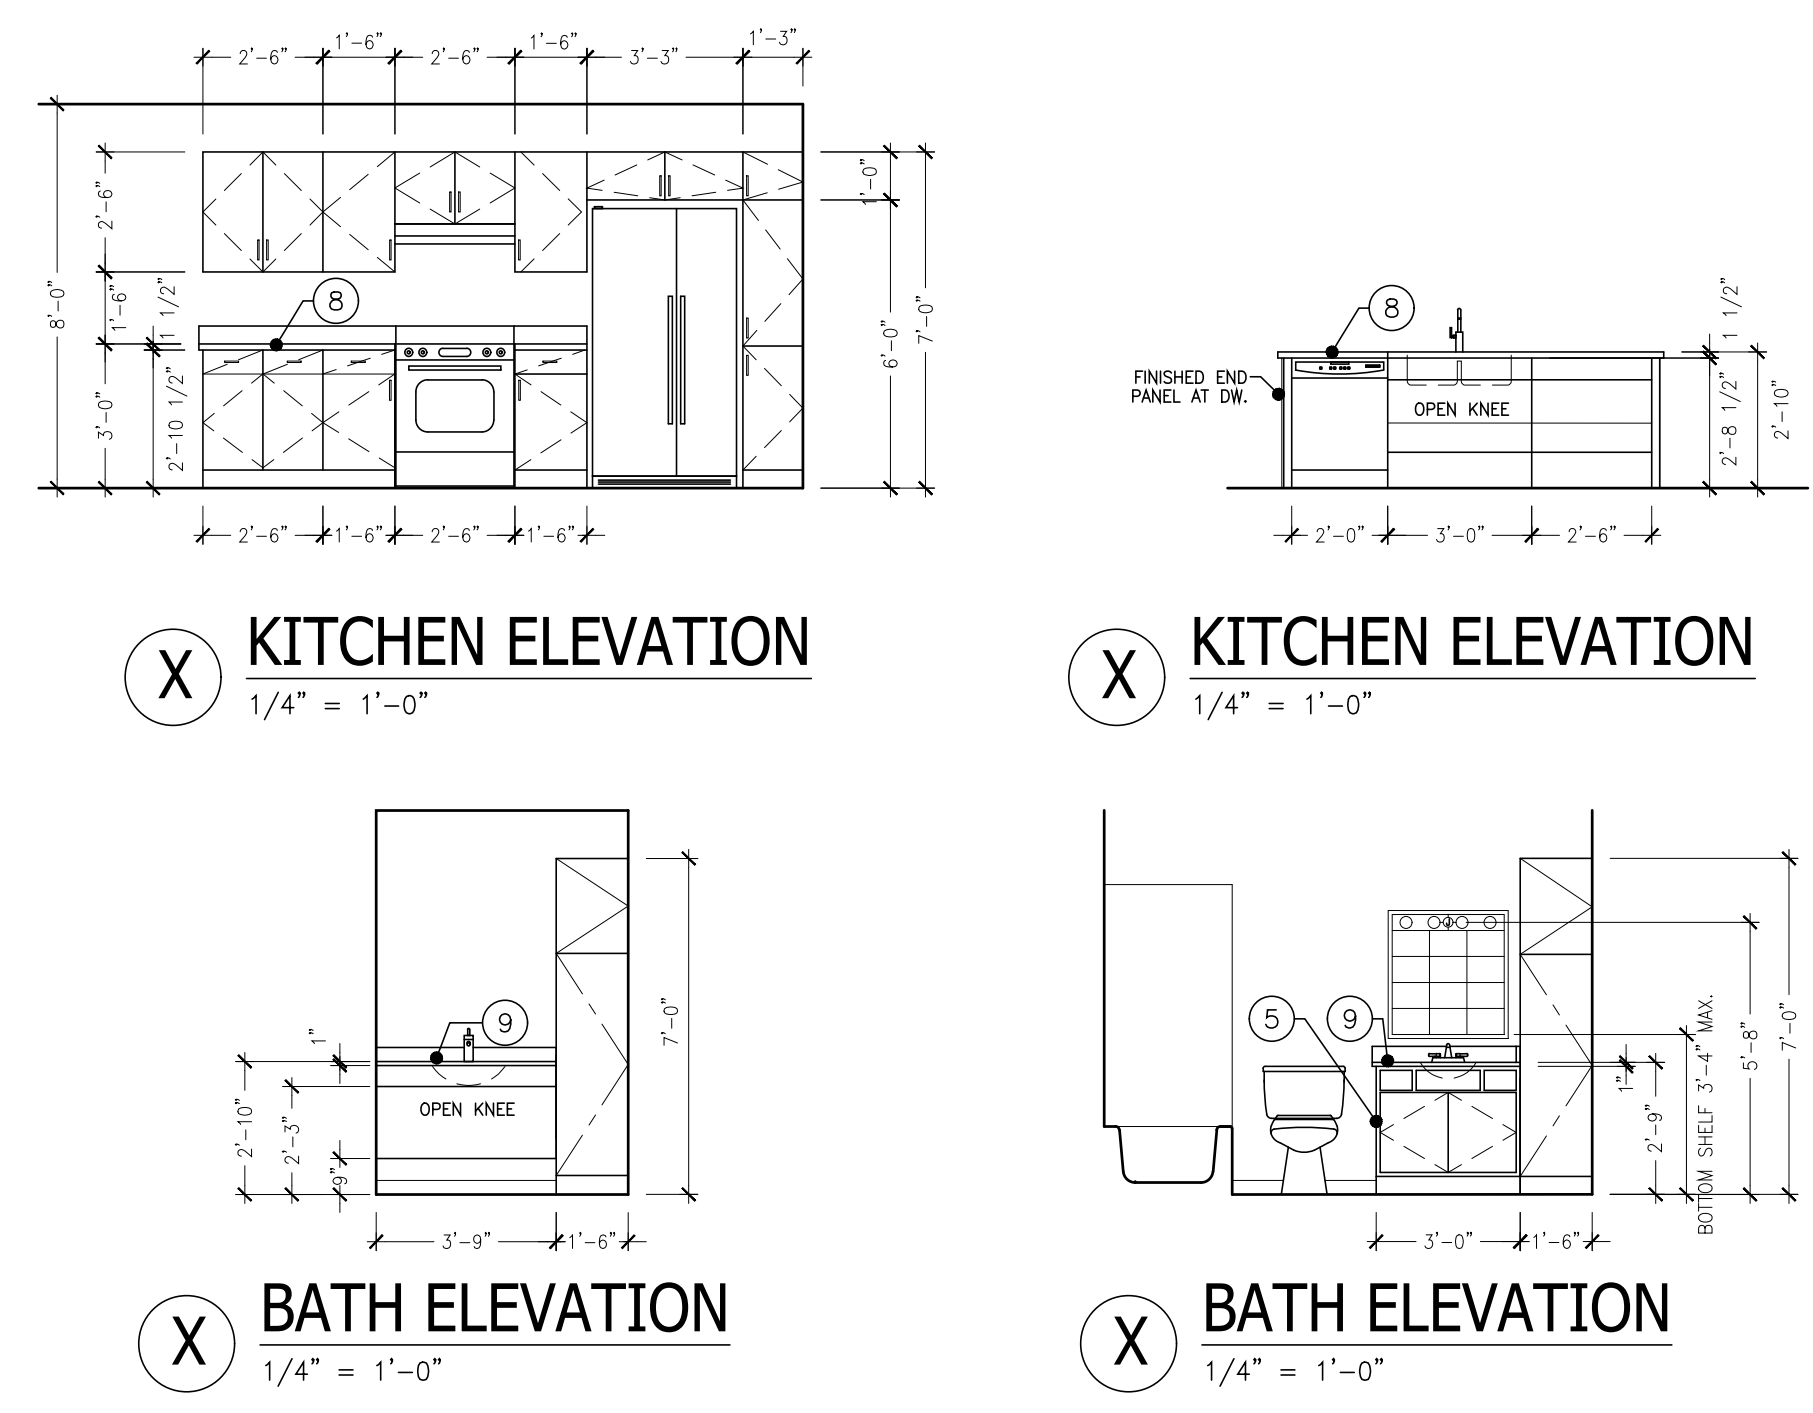 2'-6" 1'-6" 2'-6" 1'-6" 3'-3" 1'-3"
8'-0"
2'-6"
1'-6"
1 1/2"
3'-0"
2'-10 1/2"
8
1'-0"
6'-0"
7'-0"
2'-6" 1'-6" 2'-6" 1'-6"
X
KITCHEN ELEVATION
1/4" = 1'-0"
8
FINISHED END
PANEL AT DW.
OPEN KNEE
1 1/2"
2'-8 1/2"
2'-10"
2'-0" 3'-0" 2'-6"
X
KITCHEN ELEVATION
1/4" = 1'-0"
9
OPEN KNEE
1"
2'-10"
2'-3"
9"
7'-0"
3'-9" 1'-6"
X
BATH ELEVATION
1/4" = 1'-0"
5
9
1"
2'-9"
BOTTOM SHELF 3'-4" MAX.
5'-8"
7'-0"
3'-0" 1'-6"
X
BATH ELEVATION
1/4" = 1'-0"